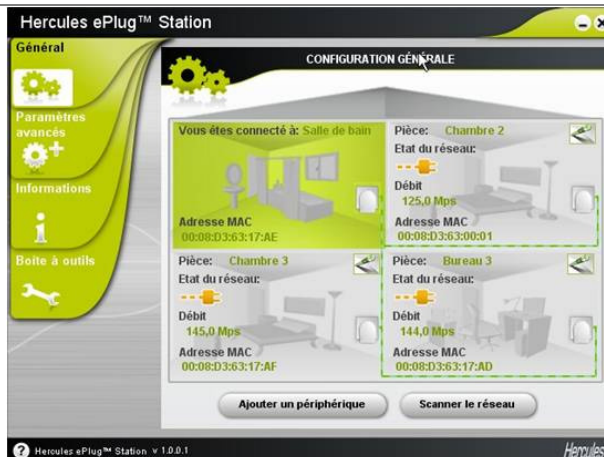 Hercules ePlug™ Station
Général
Paramètres
avancés
Informations
Boite à outils
CONFIGURATION GÉNÉRALE
Vous êtes connecté à: Salle de bain
Adresse MAC
00:08:D3:63:17:AE
Pièce: Chambre 2
Etat du réseau:
Débit
125,0 Mps
Adresse MAC
00:08:D3:63:00:01
Pièce: Chambre 3
Etat du réseau:
Débit
145,0 Mps
Adresse MAC
00:08:D3:63:17:AF
Pièce: Bureau 3
Etat du réseau:
Débit
144,0 Mps
Adresse MAC
00:08:D3:63:17:AD
Ajouter un périphérique
Scanner le réseau
Hercules ePlug™ Station v 1.0.0.1
Hercules